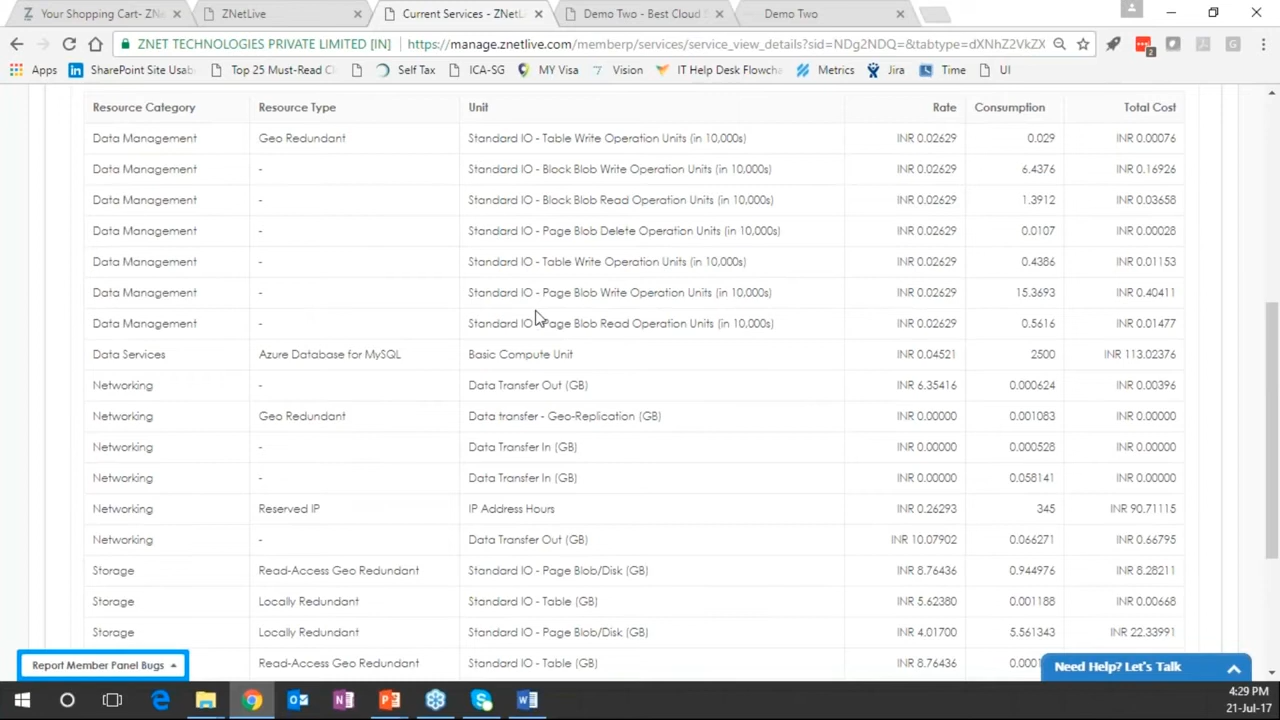 Your Shopping Cart- ZNet
ZNetLive
Current Services - ZNetL
Demo Two - Best Cloud
Demo Two
ZNET TECHNOLOGIES PRIVATE LIMITED [IN] https://manage.znetlive.com/memberp/services/service_view_details?sid=NDg2NDQ=&tabtype=dXNhZ2VkZX
Apps SharePoint Site Usab Top 25 Must-Read Cl Self Tax ICA-SG MY Visa Vision IT Help Desk Flowcha Metrics Jira Time UI
Resource Category Resource Type Unit Rate Consumption Total Cost
Data Management Geo Redundant Standard IO - Table Write Operation Units (in 10,000s) INR 0.02629 0.029 INR 0.00076
Data Management - Standard IO - Block Blob Write Operation Units (in 10,000s) INR 0.02629 6.4376 INR 0.16926
Data Management - Standard IO - Block Blob Read Operation Units (in 10,000s) INR 0.02629 1.3912 INR 0.03658
Data Management - Standard IO - Page Blob Delete Operation Units (in 10,000s) INR 0.02629 0.0107 INR 0.00028
Data Management - Standard IO - Table Write Operation Units (in 10,000s) INR 0.02629 0.4386 INR 0.01153
Data Management - Standard IO - Page Blob Write Operation Units (in 10,000s) INR 0.02629 15.3693 INR 0.40411
Data Management - Standard IO - Page Blob Read Operation Units (in 10,000s) INR 0.02629 0.5616 INR 0.01477
Data Services Azure Database for MySQL Basic Compute Unit INR 0.04521 2500 INR 113.02376
Networking - Data Transfer Out (GB) INR 6.35416 0.000624 INR 0.00396
Networking Geo Redundant Data transfer - Geo-Replication (GB) INR 0.00000 0.001083 INR 0.00000
Networking - Data Transfer In (GB) INR 0.00000 0.000528 INR 0.00000
Networking - Data Transfer In (GB) INR 0.00000 0.058141 INR 0.00000
Networking Reserved IP IP Address Hours INR 0.26293 345 INR 90.71115
Networking - Data Transfer Out (GB) INR 10.07902 0.066271 INR 0.66795
Storage Read-Access Geo Redundant Standard IO - Page Blob/Disk (GB) INR 8.76436 0.944976 INR 8.28211
Storage Locally Redundant Standard IO - Table (GB) INR 5.62380 0.001188 INR 0.00668
Storage Locally Redundant Standard IO - Page Blob/Disk (GB) INR 4.01700 5.561343 INR 22.33991
Read-Access Geo Redundant Standard IO - Table (GB) INR 8.76436
Report Member Panel Bugs
Need Help? Let's Talk
4:29 PM
21-Jul-17